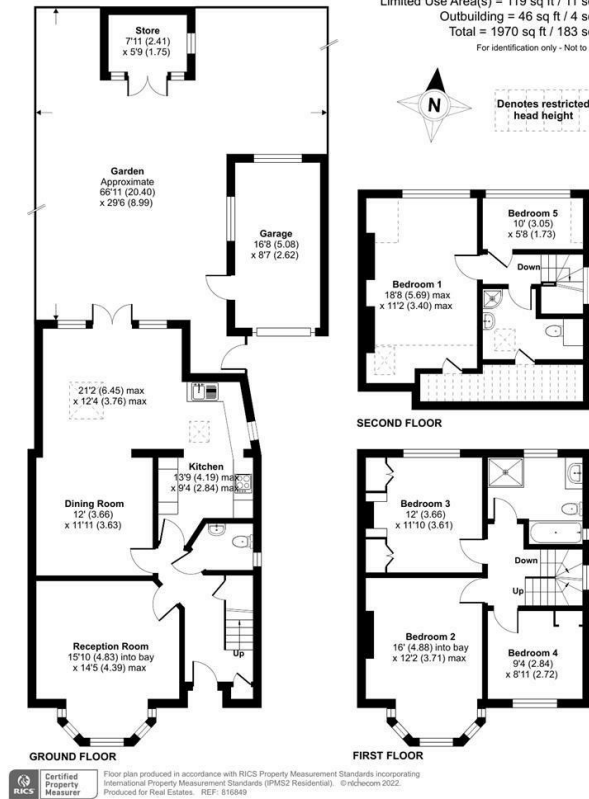 Limited Use Area(s) = 119 sq ft / 11 sq
Outbuilding = 46 sq ft / 4 sq
Total = 1970 sq ft / 183 sq
For identification only - Not to
N
Denotes restricted
head height
Store
7'11 (2.41)
x 5'9 (1.75)
Garden
Approximate
66'11 (20.40)
x 29'6 (8.99)
Garage
16'8 (5.08)
x 8'7 (2.62)
Bedroom 5
10' (3.05)
x 5'8 (1.73)
Down
Bedroom 1
18'8 (5.69) max
x 11'2 (3.40) max
SECOND FLOOR
21'2 (6.45) max
x 12'4 (3.76) max
Kitchen
13'9 (4.19) max
x 9'4 (2.84) max
Dining Room
12' (3.66)
x 11'11 (3.63)
Reception Room
15'10 (4.83) into bay
x 14'5 (4.39) max
Up
GROUND FLOOR
Bedroom 3
12' (3.66)
x 11'10 (3.61)
Down
Up
Bedroom 2
16' (4.88) into bay
x 12'2 (3.71) max
Bedroom 4
9'4 (2.84)
x 8'11 (2.72)
FIRST FLOOR
RICS
Certified
Property
Measurer
Floor plan produced in accordance with RICS Property Measurement Standards incorporating
International Property Measurement Standards (IPMS2 Residential). © nichecom 2022.
Produced for Real Estates. REF: 816849